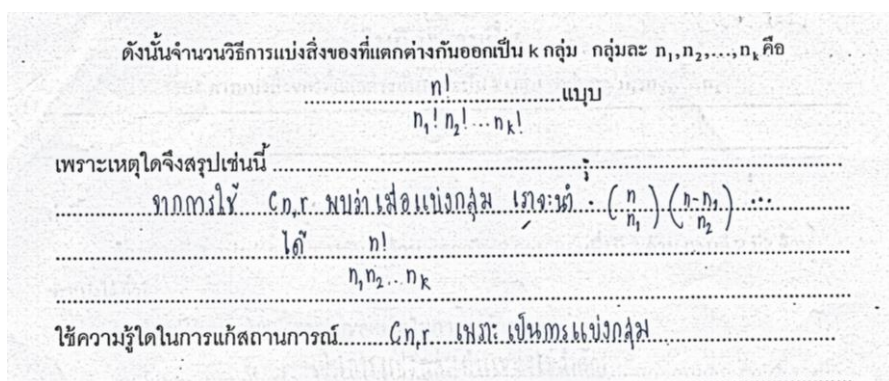 ดังนั้นจำนวนวิธีการแบ่งสิ่งของที่แตกต่างกันออกเป็น k กลุ่ม กลุ่มละ n₁,n₂,...,nₖ คือ
n!
แบบ
n₁! n₂! ... nₖ!
เพราะเหตุใดจึงสรุปเช่นนี้
จากการใช้ Cn,r พบว่า เมื่อแบ่งกลุ่ม เราจะนำ (n n₁) (n-n₁ n₂) ...
ได้ n!
n₁n₂...nₖ
ใช้ความรู้ใดในการแก้สถานการณ์ Cn,r เพราะ เป็นการแบ่งกลุ่ม